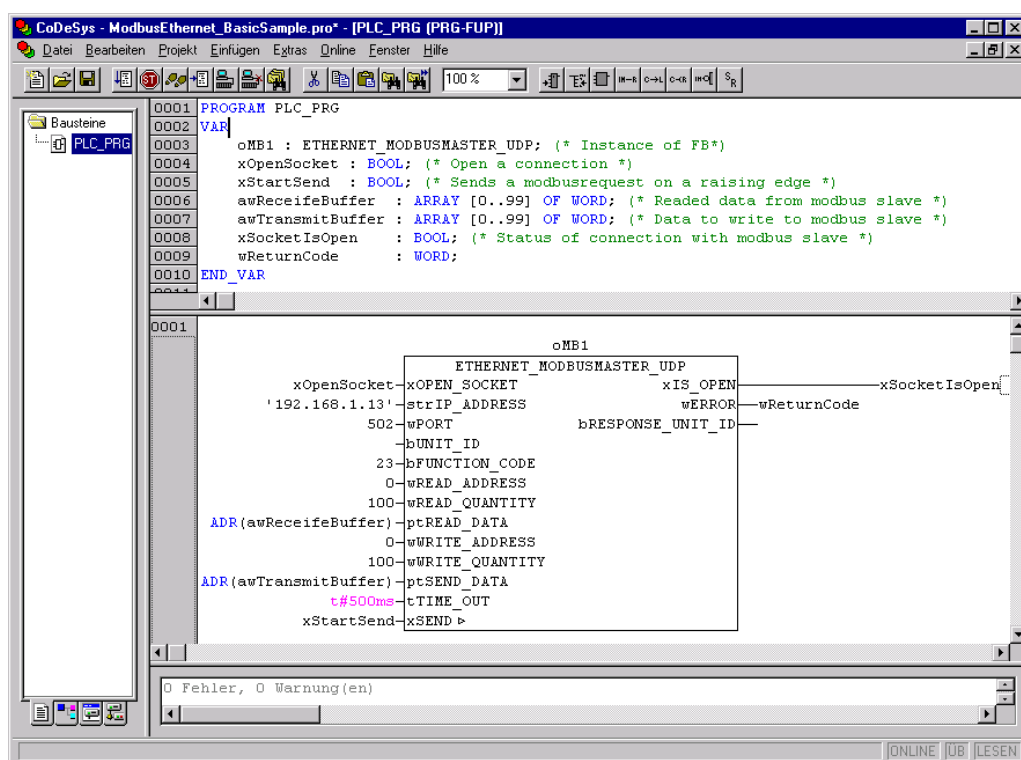 CoDeSys - ModbusEthernet_BasicSample.pro* - [PLC_PRG (PRG-FUP)]
Datei Bearbeiten Projekt Einfügen Extras Online Fenster Hilfe
100 %
Bausteine
PLC_PRG
0001 PROGRAM PLC_PRG
0002 VAR
0003 oMB1 : ETHERNET_MODBUSMASTER_UDP; (* Instance of FB*)
0004 xOpenSocket : BOOL; (* Open a connection *)
0005 xStartSend : BOOL; (* Sends a modbusrequest on a raising edge *)
0006 awReceifeBuffer : ARRAY [0..99] OF WORD; (* Readed data from modbus slave *)
0007 awTransmitBuffer : ARRAY [0..99] OF WORD; (* Data to write to modbus slave *)
0008 xSocketIsOpen : BOOL; (* Status of connection with modbus slave *)
0009 wReturnCode : WORD;
0010 END_VAR
0011
0001
oMB1
ETHERNET_MODBUSMASTER_UDP
xOpenSocket xOPEN_SOCKET xIS_OPEN xSocketIsOpen
'192.168.1.13' strIP_ADDRESS wERROR wReturnCode
502 wPORT bRESPONSE_UNIT_ID
bUNIT_ID
23 bFUNCTION_CODE
0 wREAD_ADDRESS
100 wREAD_QUANTITY
ADR(awReceifeBuffer) ptREAD_DATA
0 wWRITE_ADDRESS
100 wWRITE_QUANTITY
ADR(awTransmitBuffer) ptSEND_DATA
t#500ms tTIME_OUT
xStartSend xSEND
0 Fehler, 0 Warnung(en)
ONLINE ÜB LESEN